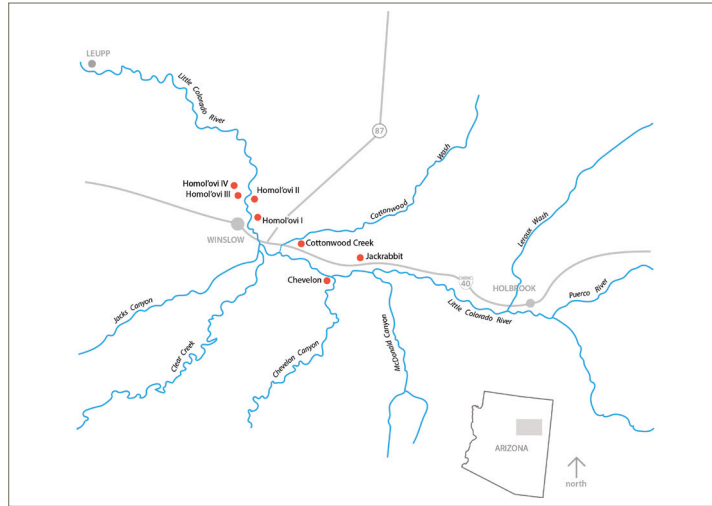 LEUPP
Little Colorado River
87
Cottonwood Wash
Homol'ovi IV
Homol'ovi III
Homol'ovi II
Homol'ovi I
WINSLOW
Cottonwood Creek
Jackrabbit
Chevelon
Leroux Wash
40
HOLBROOK
Puerco River
Little Colorado River
Jacks Canyon
Clear Creek
Chevelon Canyon
McDonald Canyon
ARIZONA
north